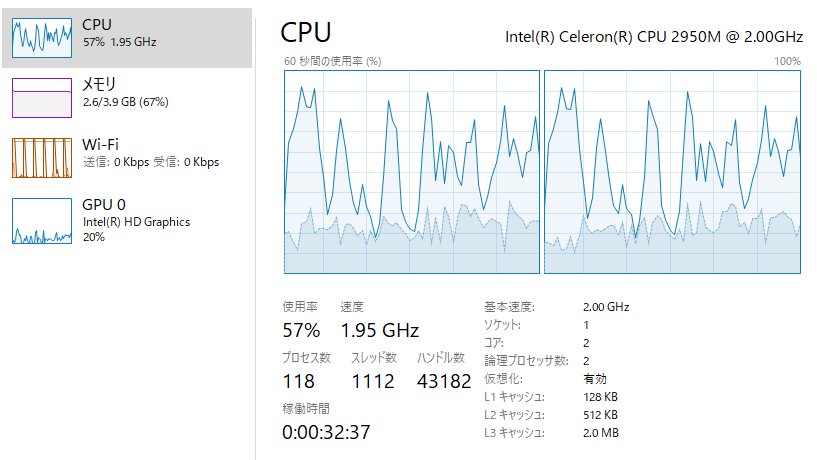 CPU
57% 1.95 GHz
メモリ
2.6/3.9 GB (67%)
Wi-Fi
送信: 0 Kbps 受信: 0 Kbps
GPU 0
Intel(R) HD Graphics
20%
CPU
Intel(R) Celeron(R) CPU 2950M @ 2.00GHz
60 秒間の使用率 (%)
100%
使用率 速度
57% 1.95 GHz
プロセス数 スレッド数 ハンドル数
118 1112 43182
稼働時間
0:00:32:37
基本速度: 2.00 GHz
ソケット: 1
コア: 2
論理プロセッサ数: 2
仮想化: 有効
L1 キャッシュ: 128 KB
L2 キャッシュ: 512 KB
L3 キャッシュ: 2.0 MB